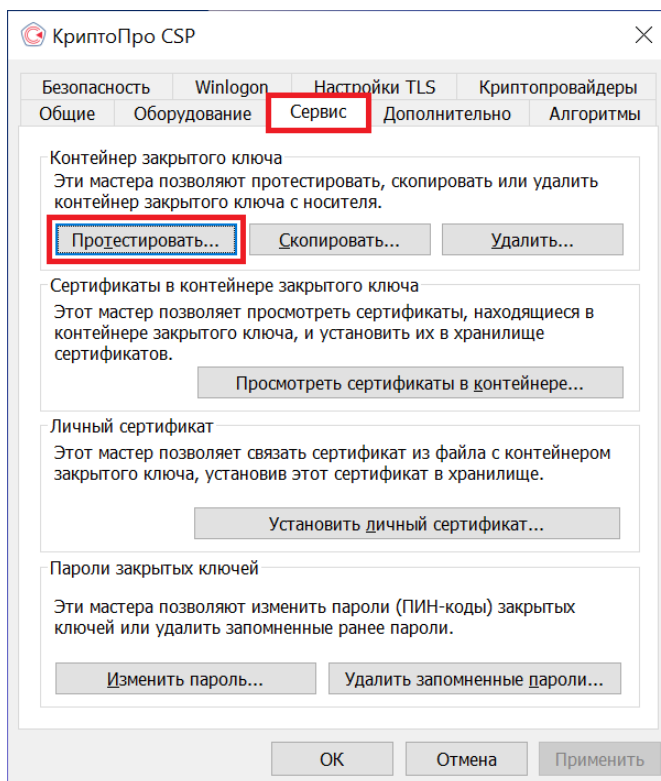 КриптоПро CSP
Безопасность Winlogon Настройки TLS Криптопровайдеры
Общие Оборудование Сервис Дополнительно Алгоритмы
Контейнер закрытого ключа
Эти мастера позволяют протестировать, скопировать или удалить
контейнер закрытого ключа с носителя.
Протестировать... Скопировать... Удалить...
Сертификаты в контейнере закрытого ключа
Этот мастер позволяет просмотреть сертификаты, находящиеся в
контейнере закрытого ключа, и установить их в хранилище
сертификатов.
Просмотреть сертификаты в контейнере...
Личный сертификат
Этот мастер позволяет связать сертификат из файла с контейнером
закрытого ключа, установив этот сертификат в хранилище.
Установить личный сертификат...
Пароли закрытых ключей
Эти мастера позволяют изменить пароли (ПИН-коды) закрытых
ключей или удалить запомненные ранее пароли.
Изменить пароль... Удалить запомненные пароли...
ОК Отмена Применить